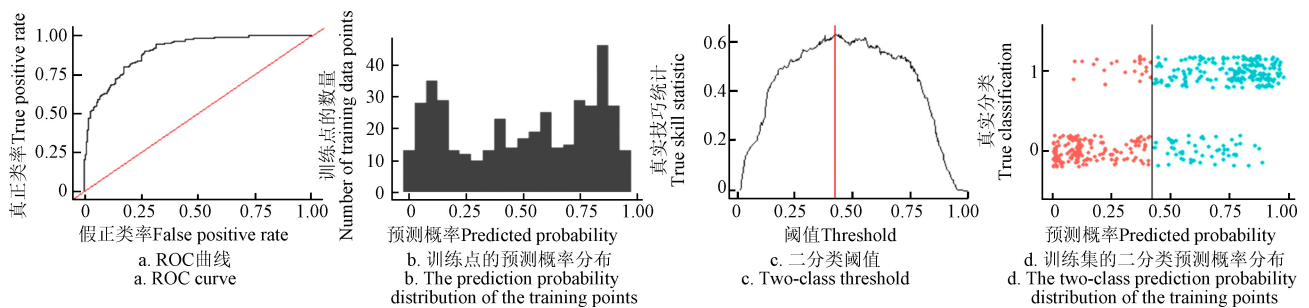 真正类率True positive rate
1.00
0.75
0.50
0.25
0
0
0.25
0.50
0.75
1.00
假正类率False positive rate
a. ROC曲线
a. ROC curve
训练点的数量
Number of training data points
40
30
20
10
0
0
0.25
0.50
0.75
1.00
预测概率Predicted probability
b. 训练点的预测概率分布
b. The prediction probability
distribution of the training points
真实技巧统计
True skill statistic
0.6
0.4
0.2
0
0
0.25
0.50
0.75
1.00
阈值Threshold
c. 二分类阈值
c. Two-class threshold
真实分类
True classification
1
0
0
0.25
0.50
0.75
1.00
预测概率Predicted probability
d. 训练集的二分类预测概率分布
d. The two-class prediction probability
distribution of the training points